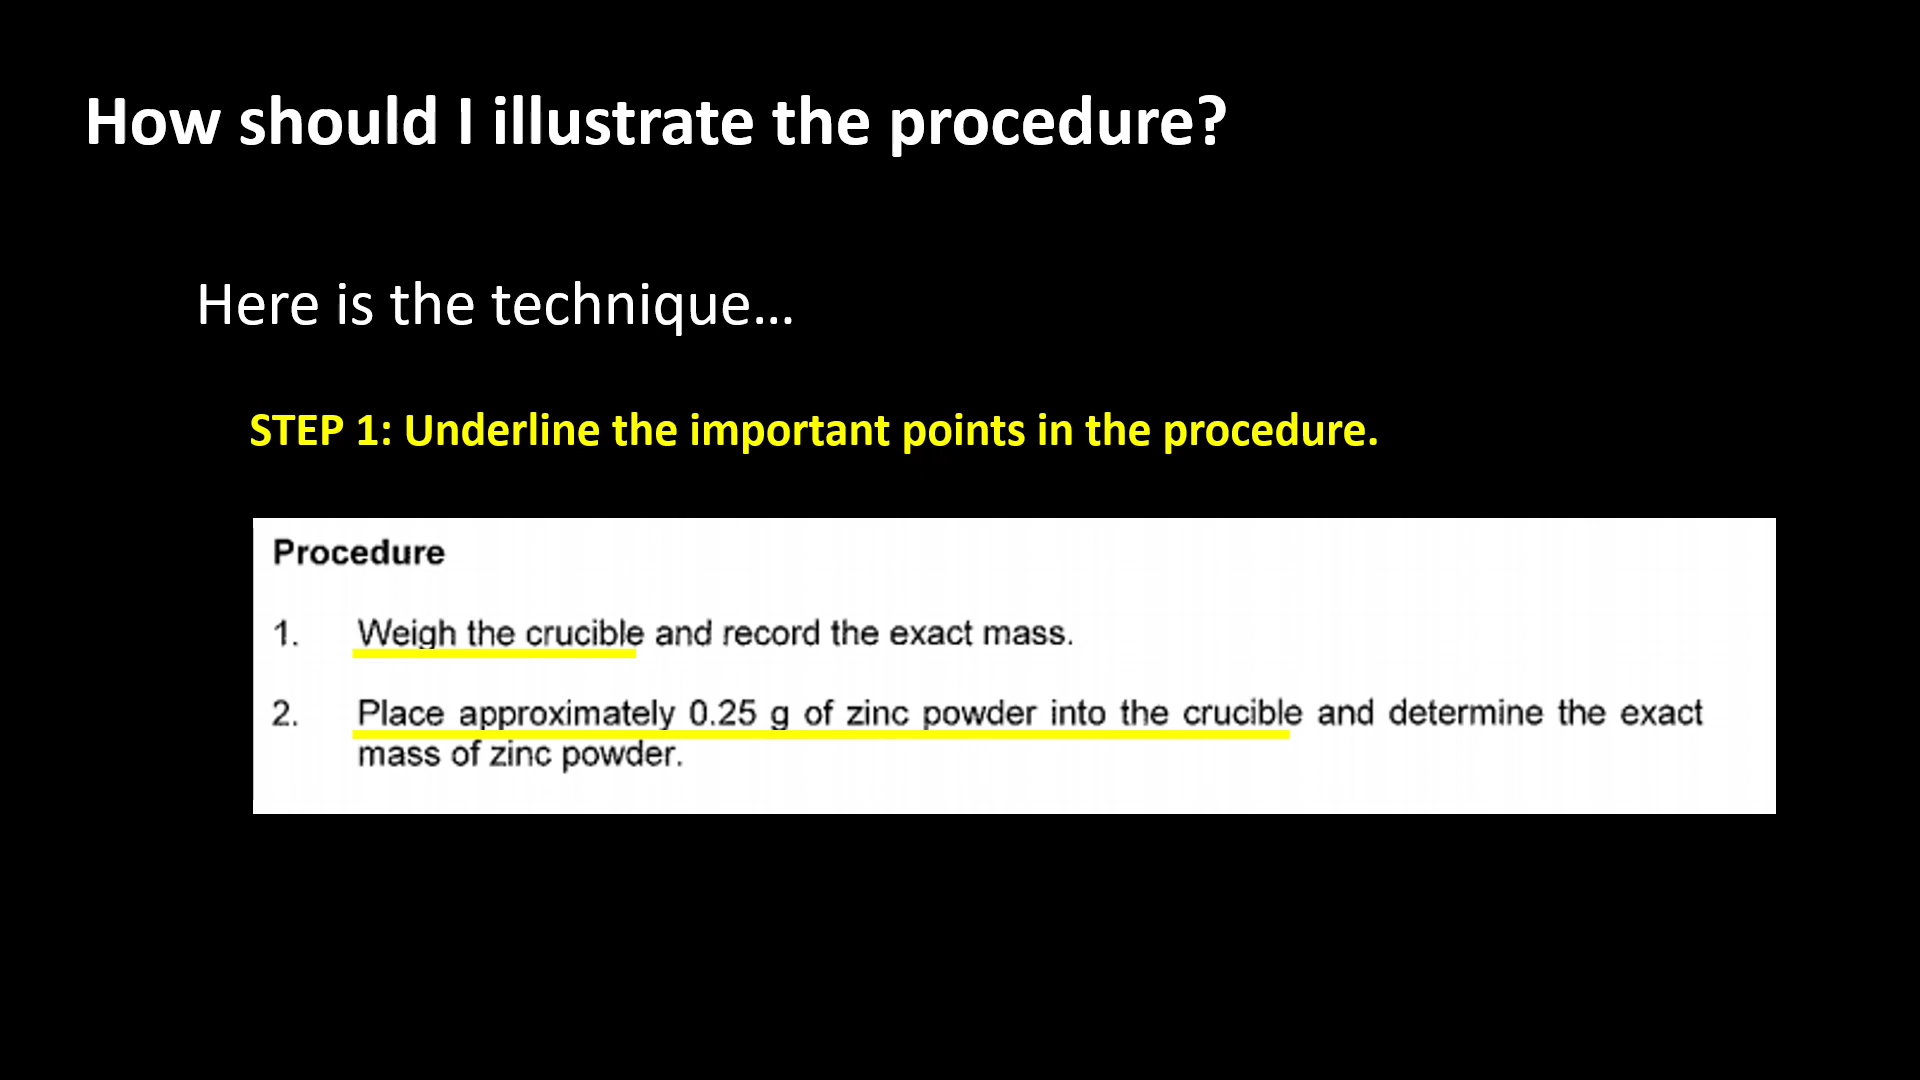 How should I illustrate the procedure?
Here is the technique...
STEP 1: Underline the important points in the procedure.
Procedure
1. Weigh the crucible and record the exact mass.
2. Place approximately 0.25 g of zinc powder into the crucible and determine the exact
mass of zinc powder.